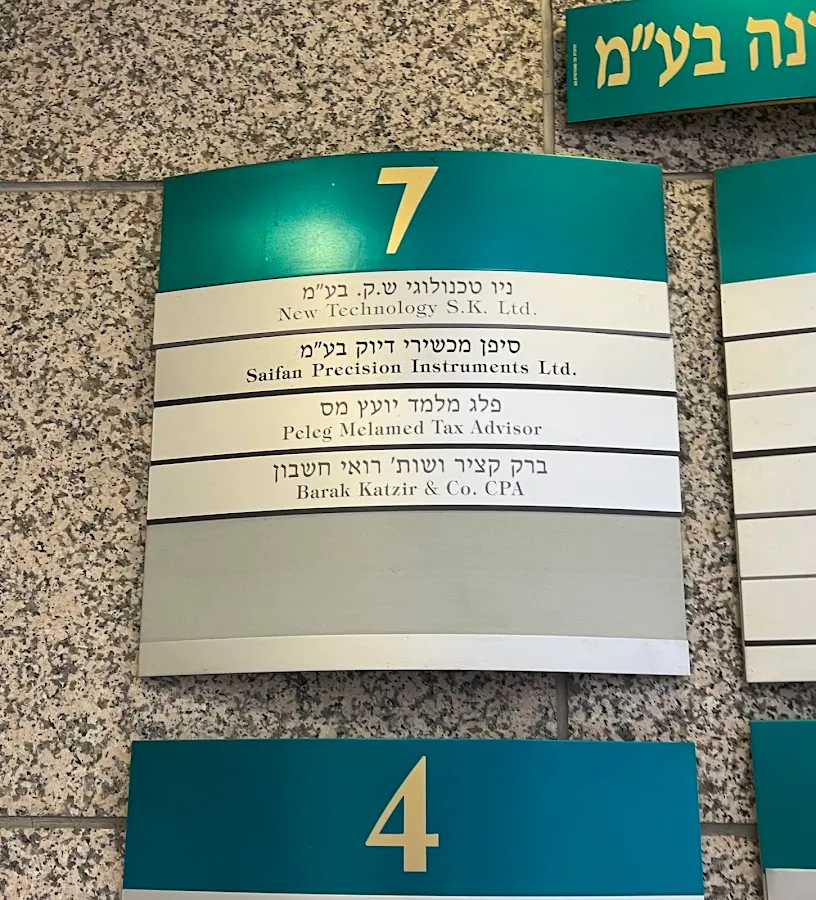 נה בע"מ
7
ניו טכנולוגי ש.ק. בע"מ
New Technology S.K. Ltd.
סיפן מכשירי דיוק בע"מ
Saifan Precision Instruments Ltd.
פלג מלמד יועץ מס
Peleg Melamed Tax Advisor
ברק קציר ושות' רואי חשבון
Barak Katzir & Co. CPA
4